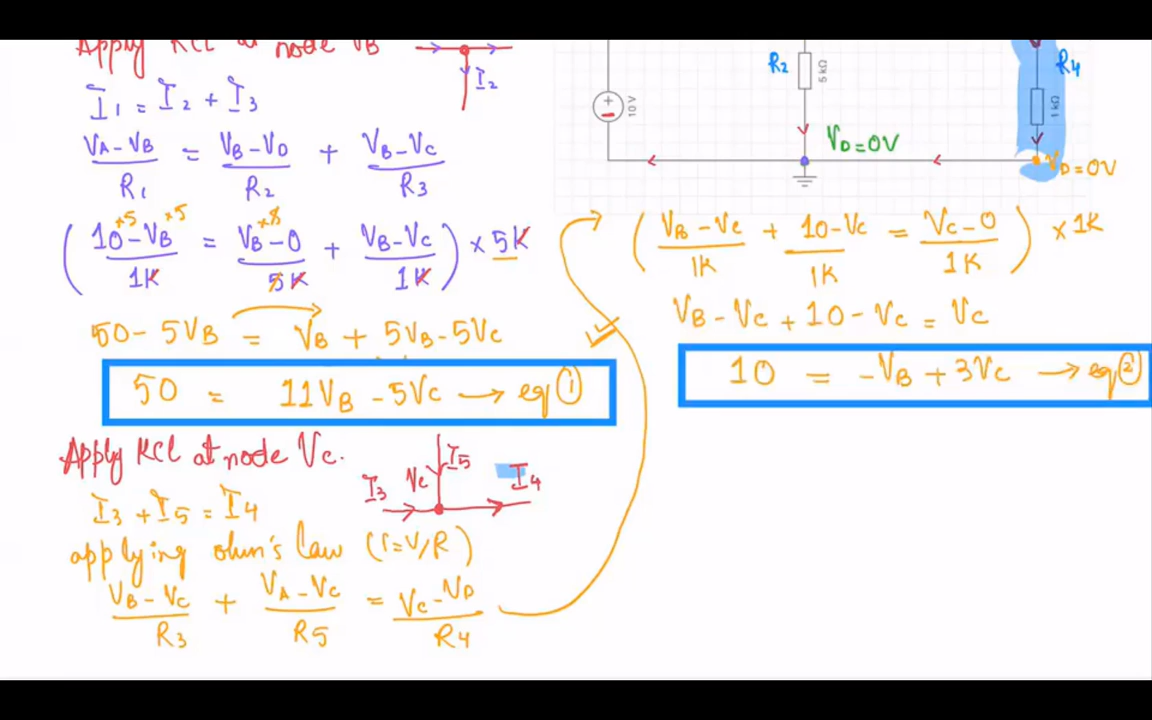 Apply KCL at node VB
I2
I1 = I2 + I3
VA - VB / R1 = VB - VD / R2 + VB - VC / R3
×5 ×5 ×5
( 10 - VB / 1K = VB - 0 / 5K + VB - VC / 1K ) × 5K
50 - 5VB = VB + 5VB - 5VC
50 = 11VB - 5VC → eq ①
Apply KCL at node VC.
I3 VC I5 I4
I3 + I5 = I4
applying ohm's law (I=V/R)
VB - VC / R3 + VA - VC / R5 = VC - VD / R4
R2 5 kΩ
R4 1 kΩ
+ 10 V
VD = 0V
VD = 0V
( VB - VC / 1K + 10 - VC / 1K = VC - 0 / 1K ) × 1K
VB - VC + 10 - VC = VC
10 = -VB + 3VC → eq ②